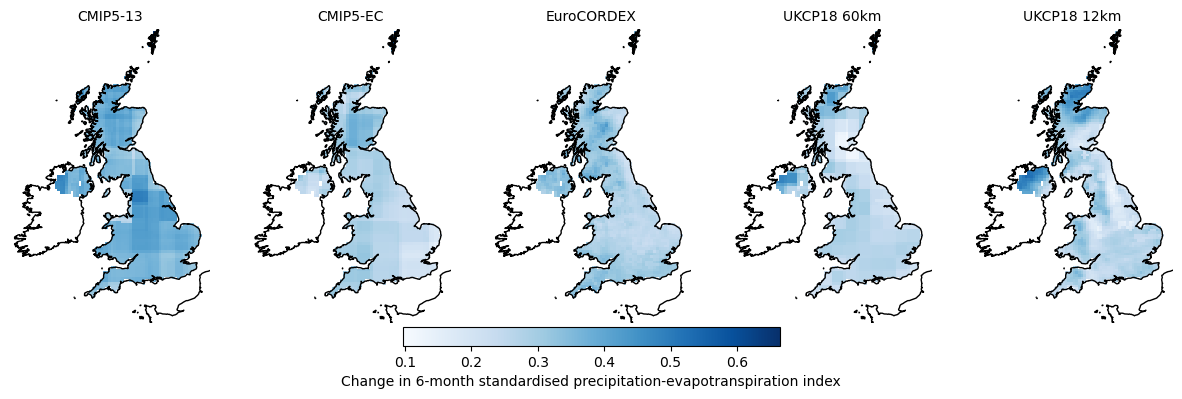 CMIP5-13 CMIP5-EC EuroCORDEX UKCP18 60km UKCP18 12km
0.1 0.2 0.3 0.4 0.5 0.6
Change in 6-month standardised precipitation-evapotranspiration index